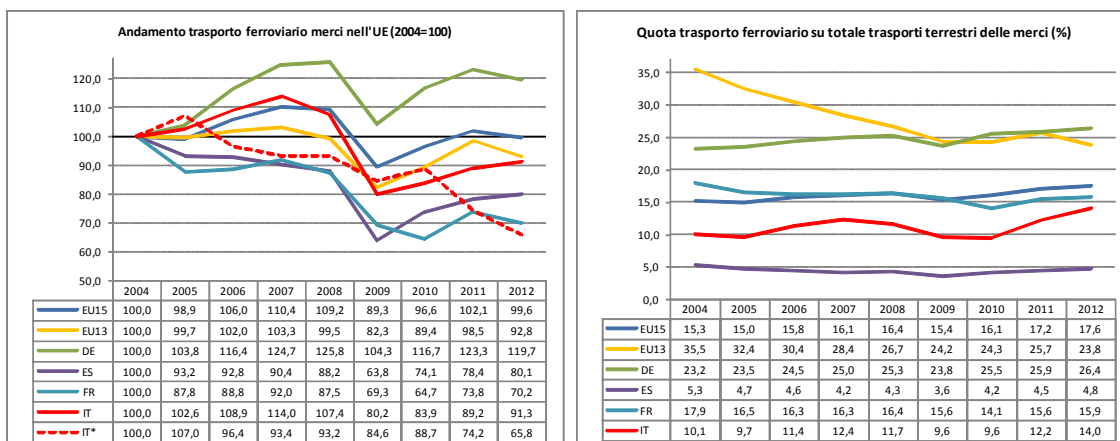 Andamento trasporto ferroviario merci nell'UE (2004=100)
120,0
110,0
100,0
90,0
80,0
70,0
60,0
50,0
2004 2005 2006 2007 2008 2009 2010 2011 2012
EU15 100,0 98,9 106,0 110,4 109,2 89,3 96,6 102,1 99,6
EU13 100,0 99,7 102,0 103,3 99,5 82,3 89,4 98,5 92,8
DE 100,0 103,8 116,4 124,7 125,8 104,3 116,7 123,3 119,7
ES 100,0 93,2 92,8 90,4 88,2 63,8 74,1 78,4 80,1
FR 100,0 87,8 88,8 92,0 87,5 69,3 64,7 73,8 70,2
IT 100,0 102,6 108,9 114,0 107,4 80,2 83,9 89,2 91,3
IT* 100,0 107,0 96,4 93,4 93,2 84,6 88,7 74,2 65,8
Quota trasporto ferroviario su totale trasporti terrestri delle merci (%)
35,0
30,0
25,0
20,0
15,0
10,0
5,0
0,0
2004 2005 2006 2007 2008 2009 2010 2011 2012
EU15 15,3 15,0 15,8 16,1 16,4 15,4 16,1 17,2 17,6
EU13 35,5 32,4 30,4 28,4 26,7 24,2 24,3 25,7 23,8
DE 23,2 23,5 24,5 25,0 25,3 23,8 25,5 25,9 26,4
ES 5,3 4,7 4,6 4,2 4,3 3,6 4,2 4,5 4,8
FR 17,9 16,5 16,3 16,3 16,4 15,6 14,1 15,6 15,9
IT 10,1 9,7 11,4 12,4 11,7 9,6 9,6 12,2 14,0